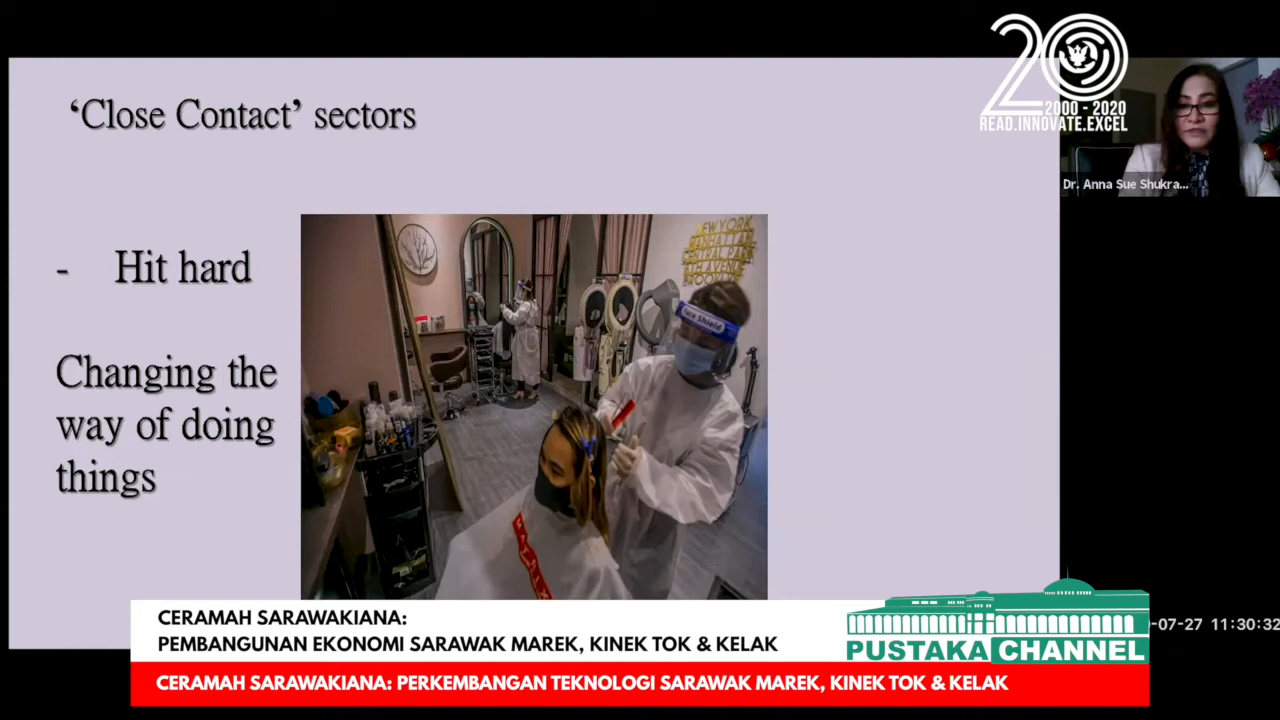 ‘Close Contact’ sectors
20
2000 - 2020
READ.INNOVATE.EXCEL
Dr. Anna Sue Shukra...
- Hit hard
Changing the
way of doing
things
NEW YORK
MANHATTAN
CENTRAL PARK
5TH AVENUE
BROOKLYN
Face Shield
CERAMAH SARAWAKIANA:
PEMBANGUNAN EKONOMI SARAWAK MAREK, KINEK TOK & KELAK
PUSTAKA CHANNEL
-07-27 11:30:32
CERAMAH SARAWAKIANA: PERKEMBANGAN TEKNOLOGI SARAWAK MAREK, KINEK TOK & KELAK